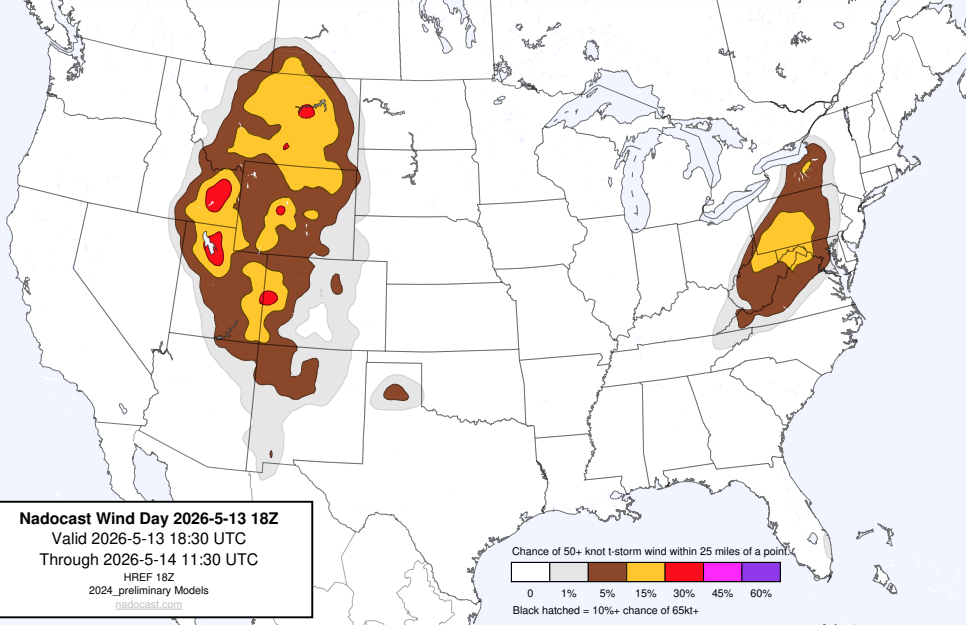 Nadocast Wind Day 2026-5-13 18Z
Valid 2026-5-13 18:30 UTC
Through 2026-5-14 11:30 UTC
HREF 18Z
2024_preliminary Models
nadocast.com
Chance of 50+ knot t-storm wind within 25 miles of a point.
0 1% 5% 15% 30% 45% 60%
Black hatched = 10%+ chance of 65kt+